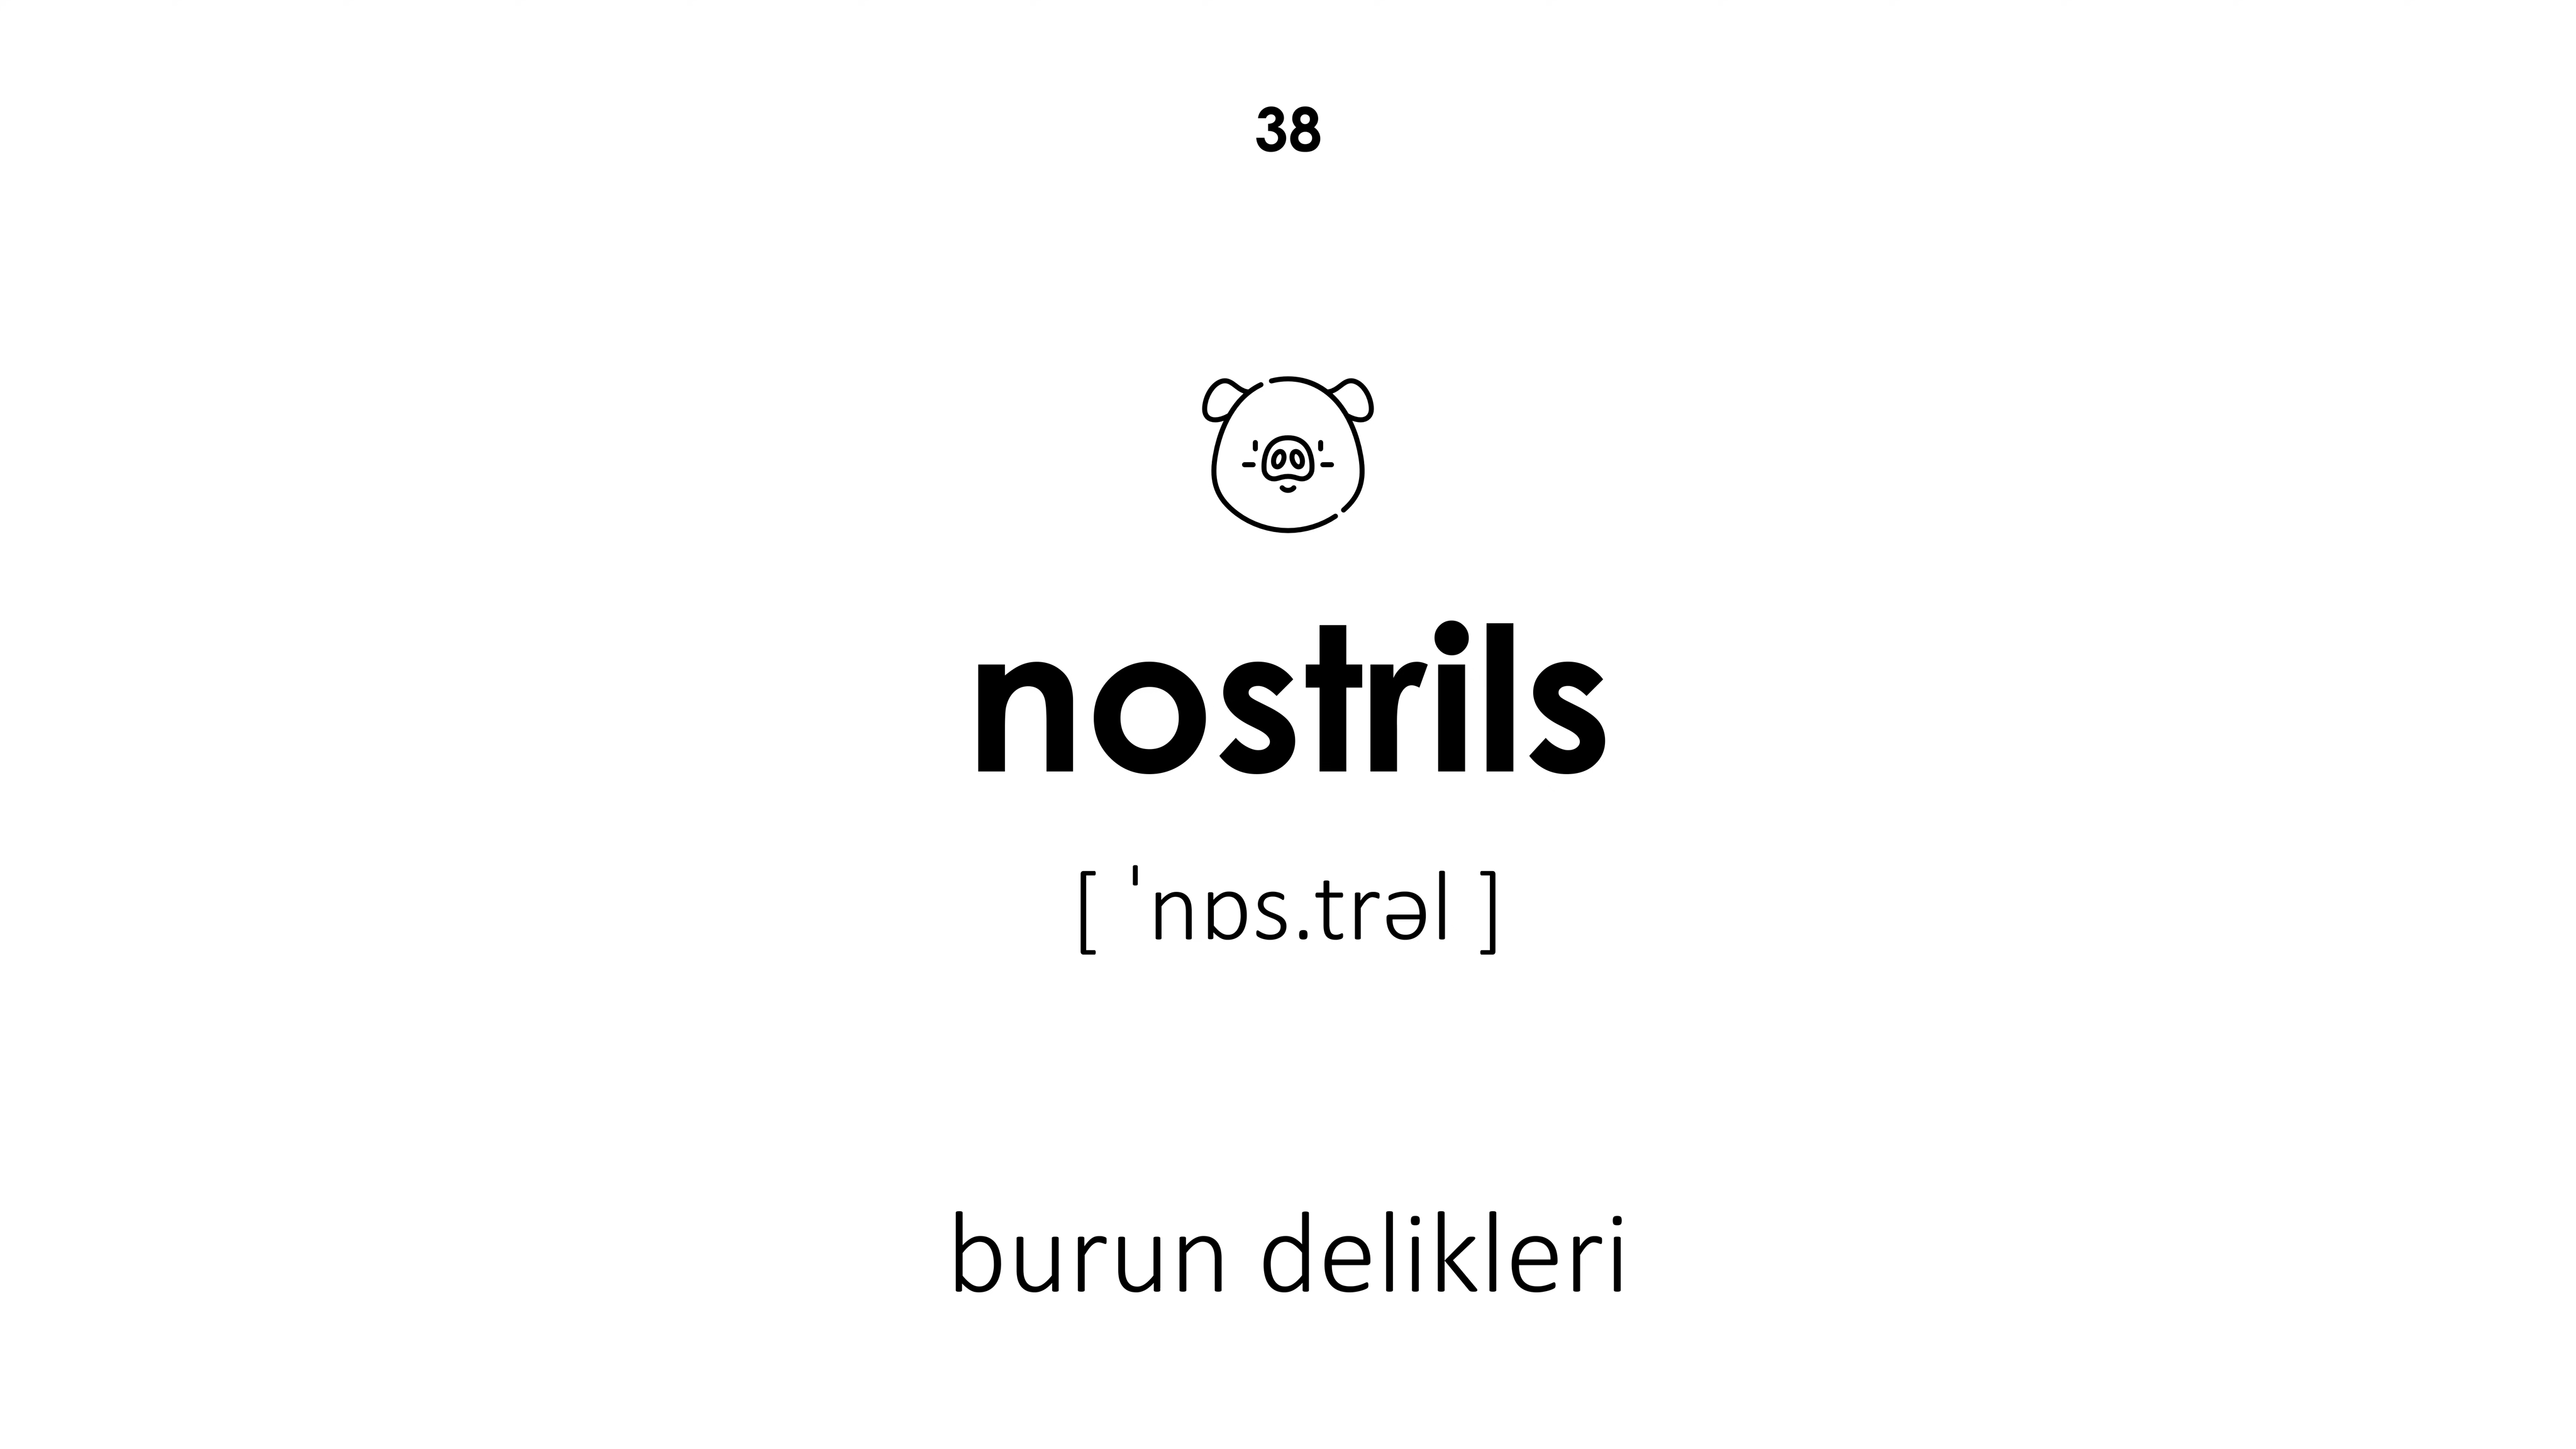 38
nostrils
[ ˈnɒs.trəl ]
burun delikleri